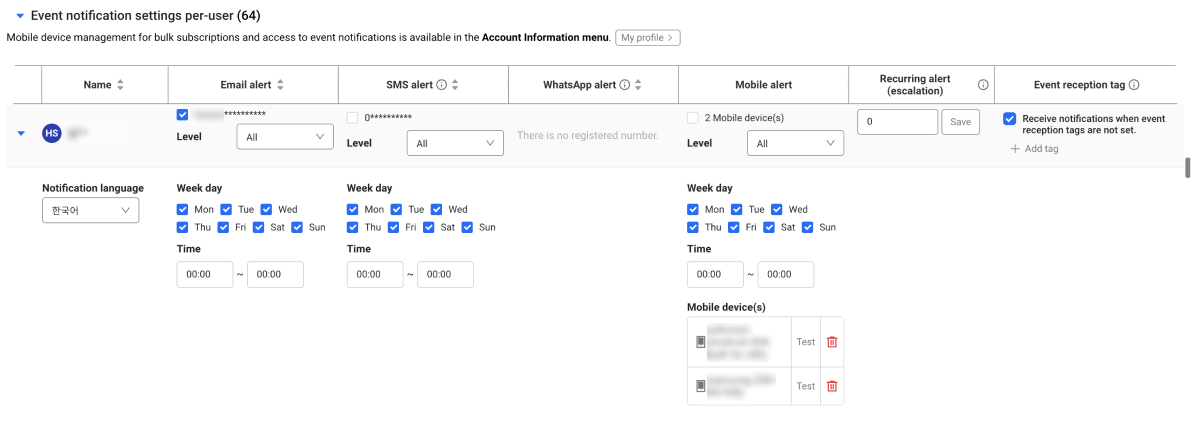 Event notification settings per-user (64)
Mobile device management for bulk subscriptions and access to event notifications is available in the Account Information menu. My profile >
Name Email alert SMS alert WhatsApp alert Mobile alert Recurring alert (escalation) Event reception tag
HS
**********
Level All
0**********
Level All
There is no registered number.
2 Mobile device(s)
Level All
0 Save
Receive notifications when event
reception tags are not set.
+ Add tag
Notification language
한국어
Week day
Mon Tue Wed
Thu Fri Sat Sun
Time
00:00 ~ 00:00
Week day
Mon Tue Wed
Thu Fri Sat Sun
Time
00:00 ~ 00:00
Week day
Mon Tue Wed
Thu Fri Sat Sun
Time
00:00 ~ 00:00
Mobile device(s)
Test
Test